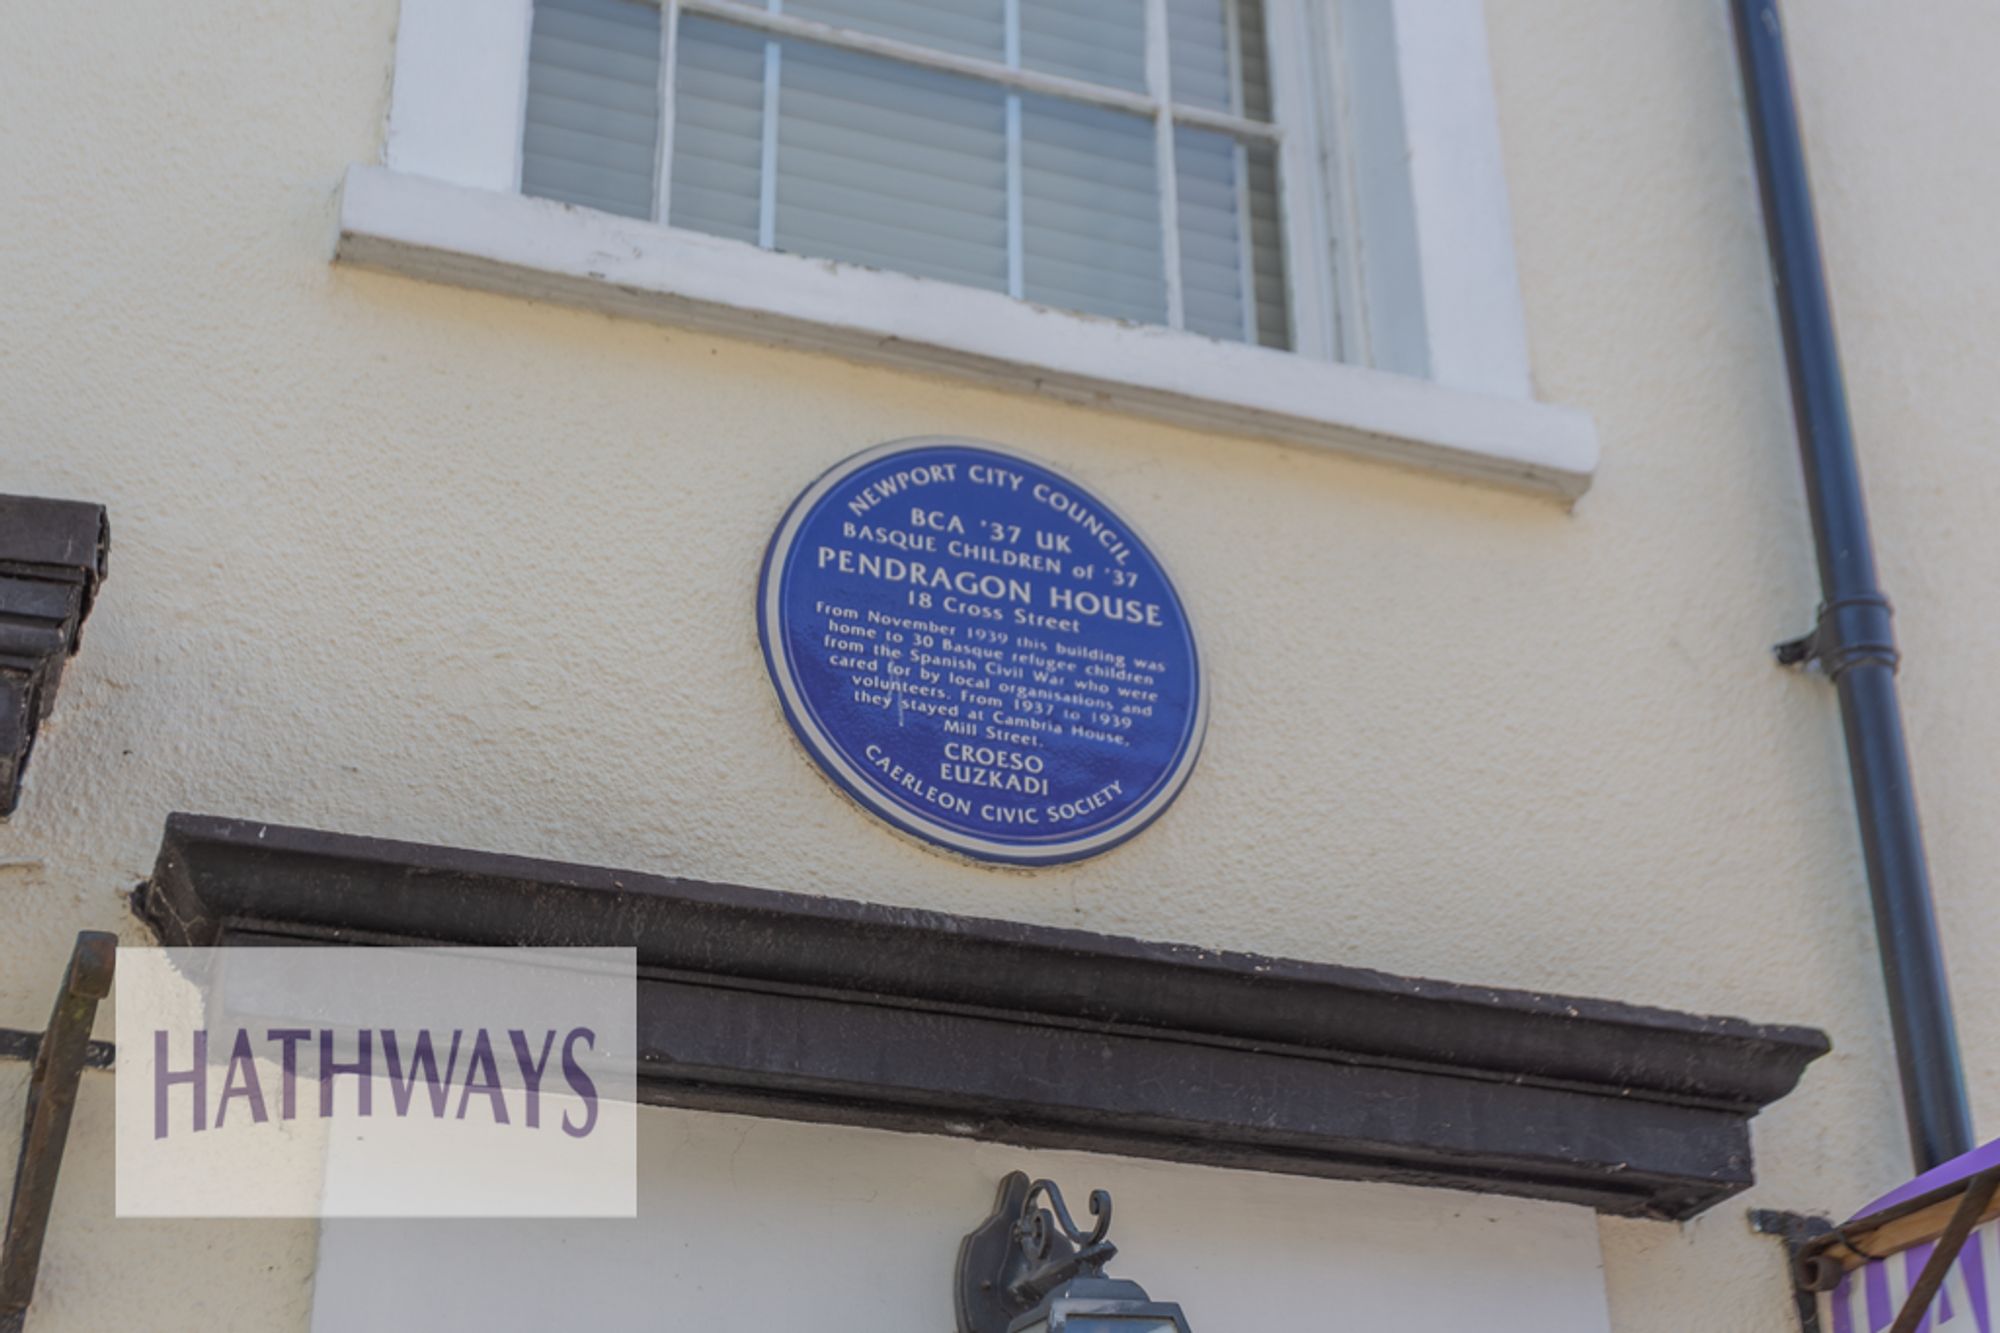 NEWPORT CITY COUNCIL
BCA '37 UK
BASQUE CHILDREN of '37
PENDRAGON HOUSE
18 Cross Street
From November 1939 this building was
home to 30 Basque refugee children
from the Spanish Civil War who were
cared for by local organisations and
volunteers. From 1937 to 1939
they stayed at Cambria House,
Mill Street.
CROESO
EUZKADI
CAERLEON CIVIC SOCIETY
HATHWAYS